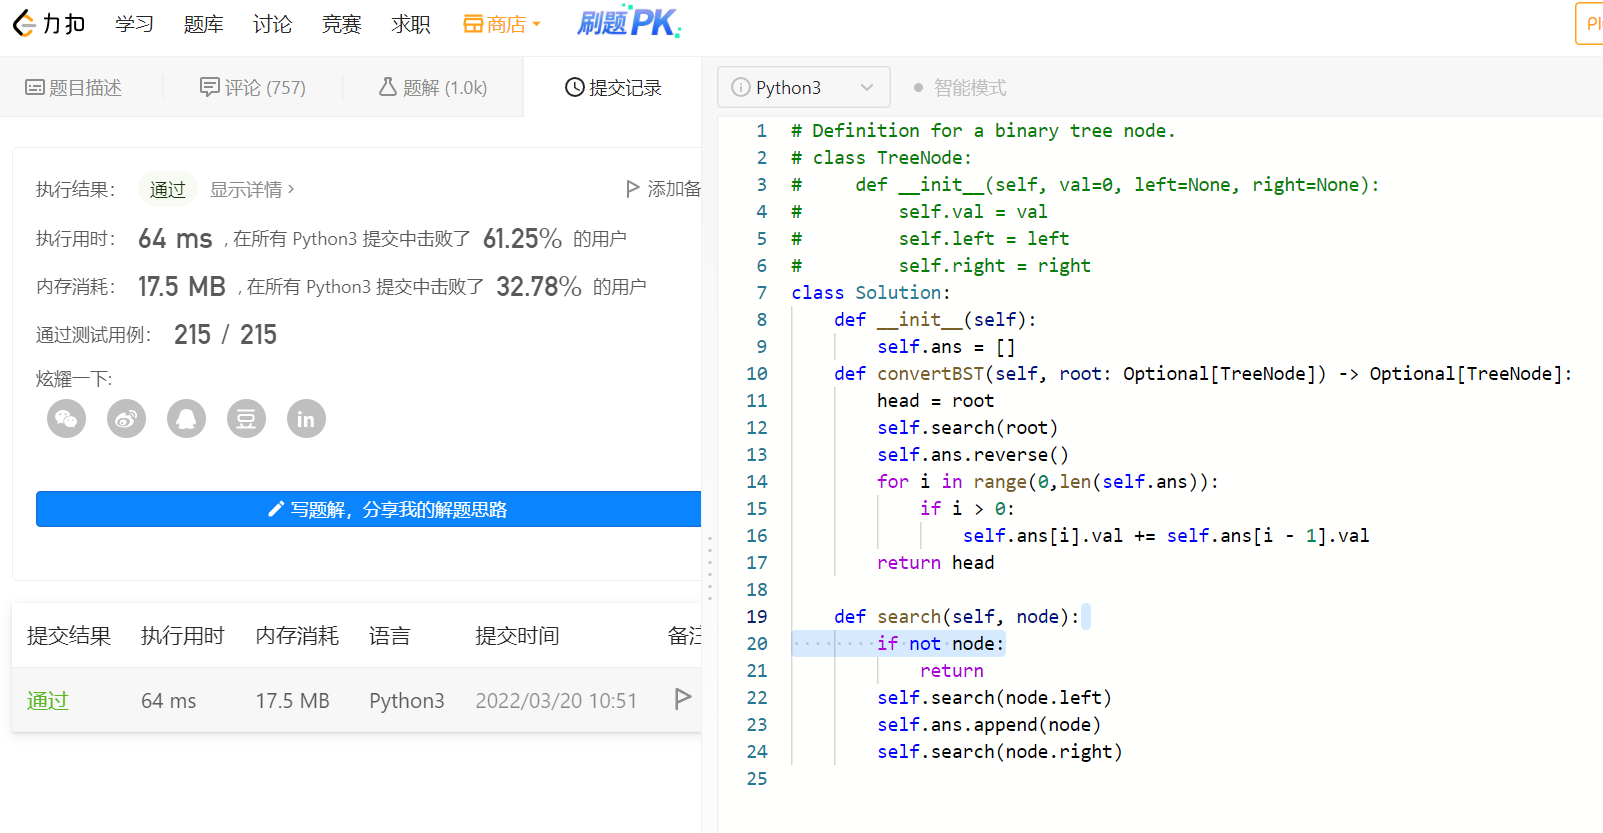 力扣 学习 题库 讨论 竞赛 求职 商店 刷题PK
题目描述 评论 (757) 题解 (1.0k) 提交记录
执行结果： 通过 显示详情 > 添加备
执行用时： 64 ms , 在所有 Python3 提交中击败了 61.25% 的用户
内存消耗： 17.5 MB , 在所有 Python3 提交中击败了 32.78% 的用户
通过测试用例： 215 / 215
炫耀一下:
豆 in
写题解，分享我的解题思路
提交结果 执行用时 内存消耗 语言 提交时间 备注
通过 64 ms 17.5 MB Python3 2022/03/20 10:51
Pl
Python3 智能模式
1 # Definition for a binary tree node.
2 # class TreeNode:
3 #     def __init__(self, val=0, left=None, right=None):
4 #         self.val = val
5 #         self.left = left
6 #         self.right = right
7 class Solution:
8     def __init__(self):
9         self.ans = []
10     def convertBST(self, root: Optional[TreeNode]) -> Optional[TreeNode]:
11         head = root
12         self.search(root)
13         self.ans.reverse()
14         for i in range(0,len(self.ans)):
15             if i > 0:
16                 self.ans[i].val += self.ans[i - 1].val
17         return head
18
19     def search(self, node):
20         if not node:
21             return
22         self.search(node.left)
23         self.ans.append(node)
24         self.search(node.right)
25